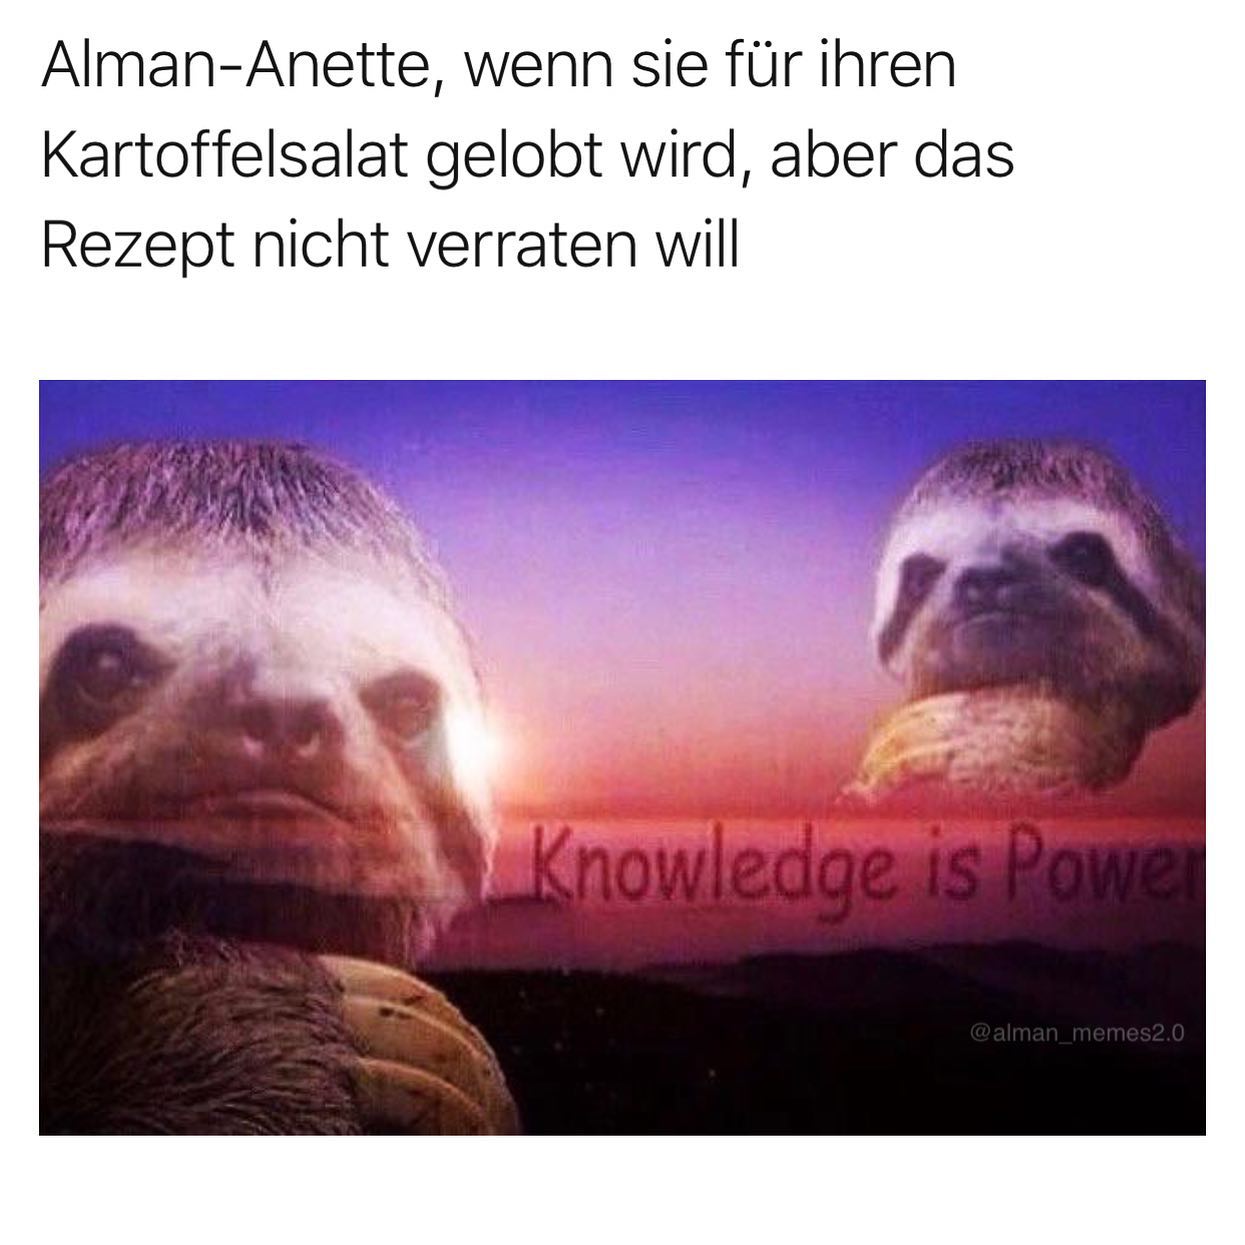 Alman-Anette, wenn sie für ihren
Kartoffelsalat gelobt wird, aber das
Rezept nicht verraten will
Knowledge is Power
@alman_memes2.0